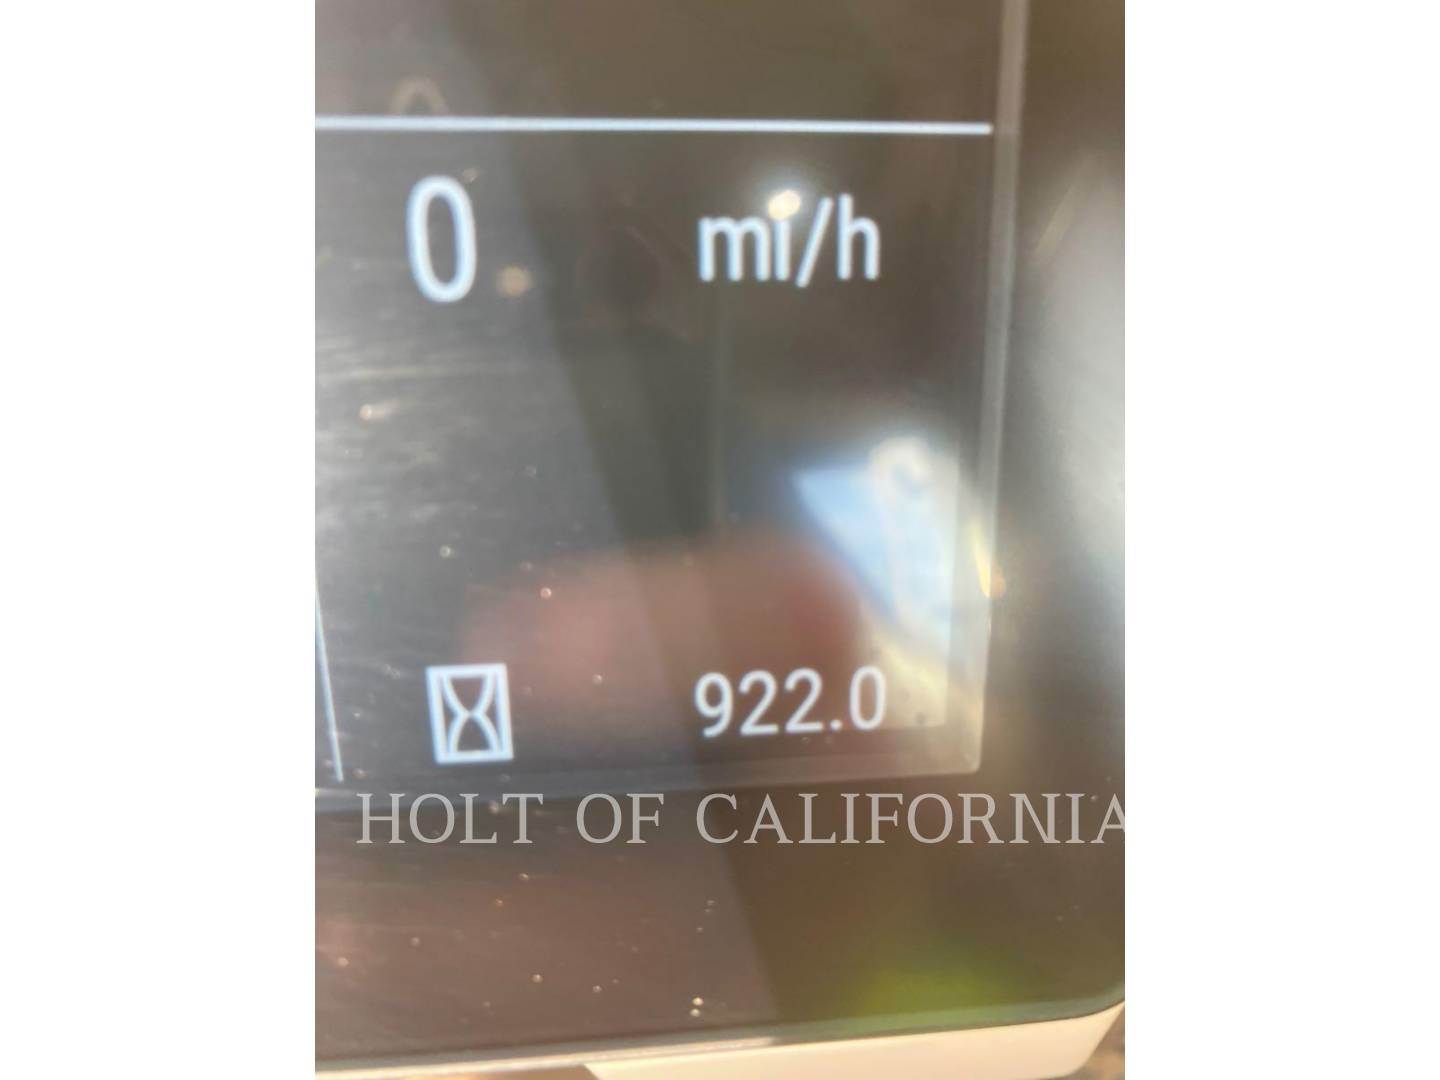 0 mi/h
922.0
HOLT OF CALIFORNIA